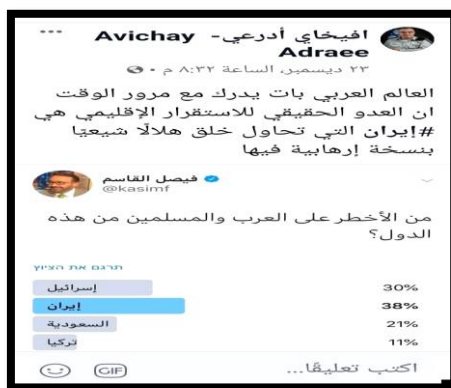 افيخاي أدرعي- Avichay
Adraee
٢٣ ديسمبر، الساعة ٨:٣٢ م
العالم العربي بات يدرك مع مرور الوقت
ان العدو الحقيقي للاستقرار الإقليمي هي
#إيران التي تحاول خلق هلالًا شيعيًا
بنسخة إرهابية فيها
فيصل القاسم
@kasimf
من الأخطر على العرب والمسلمين من هذه
الدول؟
תרגם את הציוץ
إسرائيل 30%
إيران 38%
السعودية 21%
تركيا 11%
اكتب تعليقًا...
GIF